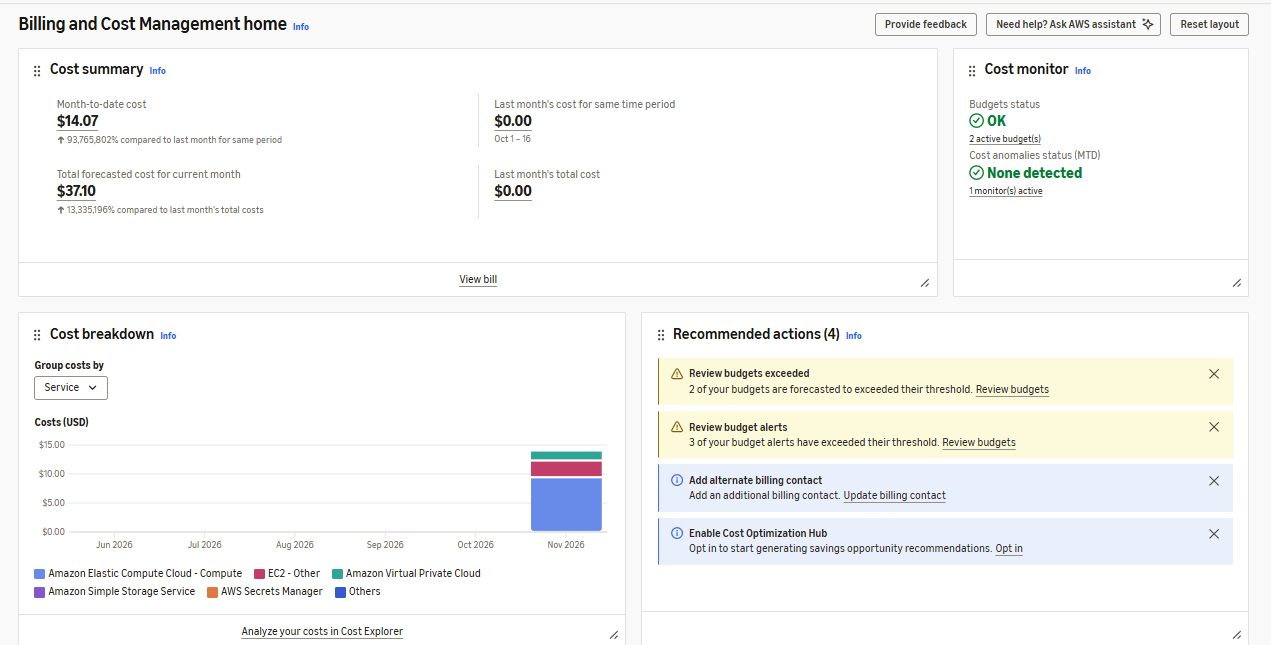 Billing and Cost Management home Info
Provide feedback
Need help? Ask AWS assistant
Reset layout
Cost summary Info
Month-to-date cost
$14.07
↑ 93,765,802% compared to last month for same period
Last month's cost for same time period
$0.00
Oct 1 – 16
Total forecasted cost for current month
$37.10
↑ 13,335,196% compared to last month's total costs
Last month's total cost
$0.00
View bill
Cost monitor Info
Budgets status
OK
2 active budget(s)
Cost anomalies status (MTD)
None detected
1 monitor(s) active
Cost breakdown Info
Group costs by
Service
Costs (USD)
$15.00
$10.00
$5.00
$0.00
Jun 2026 Jul 2026 Aug 2026 Sep 2026 Oct 2026 Nov 2026
Amazon Elastic Compute Cloud - Compute EC2 - Other Amazon Virtual Private Cloud
Amazon Simple Storage Service AWS Secrets Manager Others
Analyze your costs in Cost Explorer
Recommended actions (4) Info
Review budgets exceeded
2 of your budgets are forecasted to exceeded their threshold. Review budgets
Review budget alerts
3 of your budget alerts have exceeded their threshold. Review budgets
Add alternate billing contact
Add an additional billing contact. Update billing contact
Enable Cost Optimization Hub
Opt in to start generating savings opportunity recommendations. Opt in